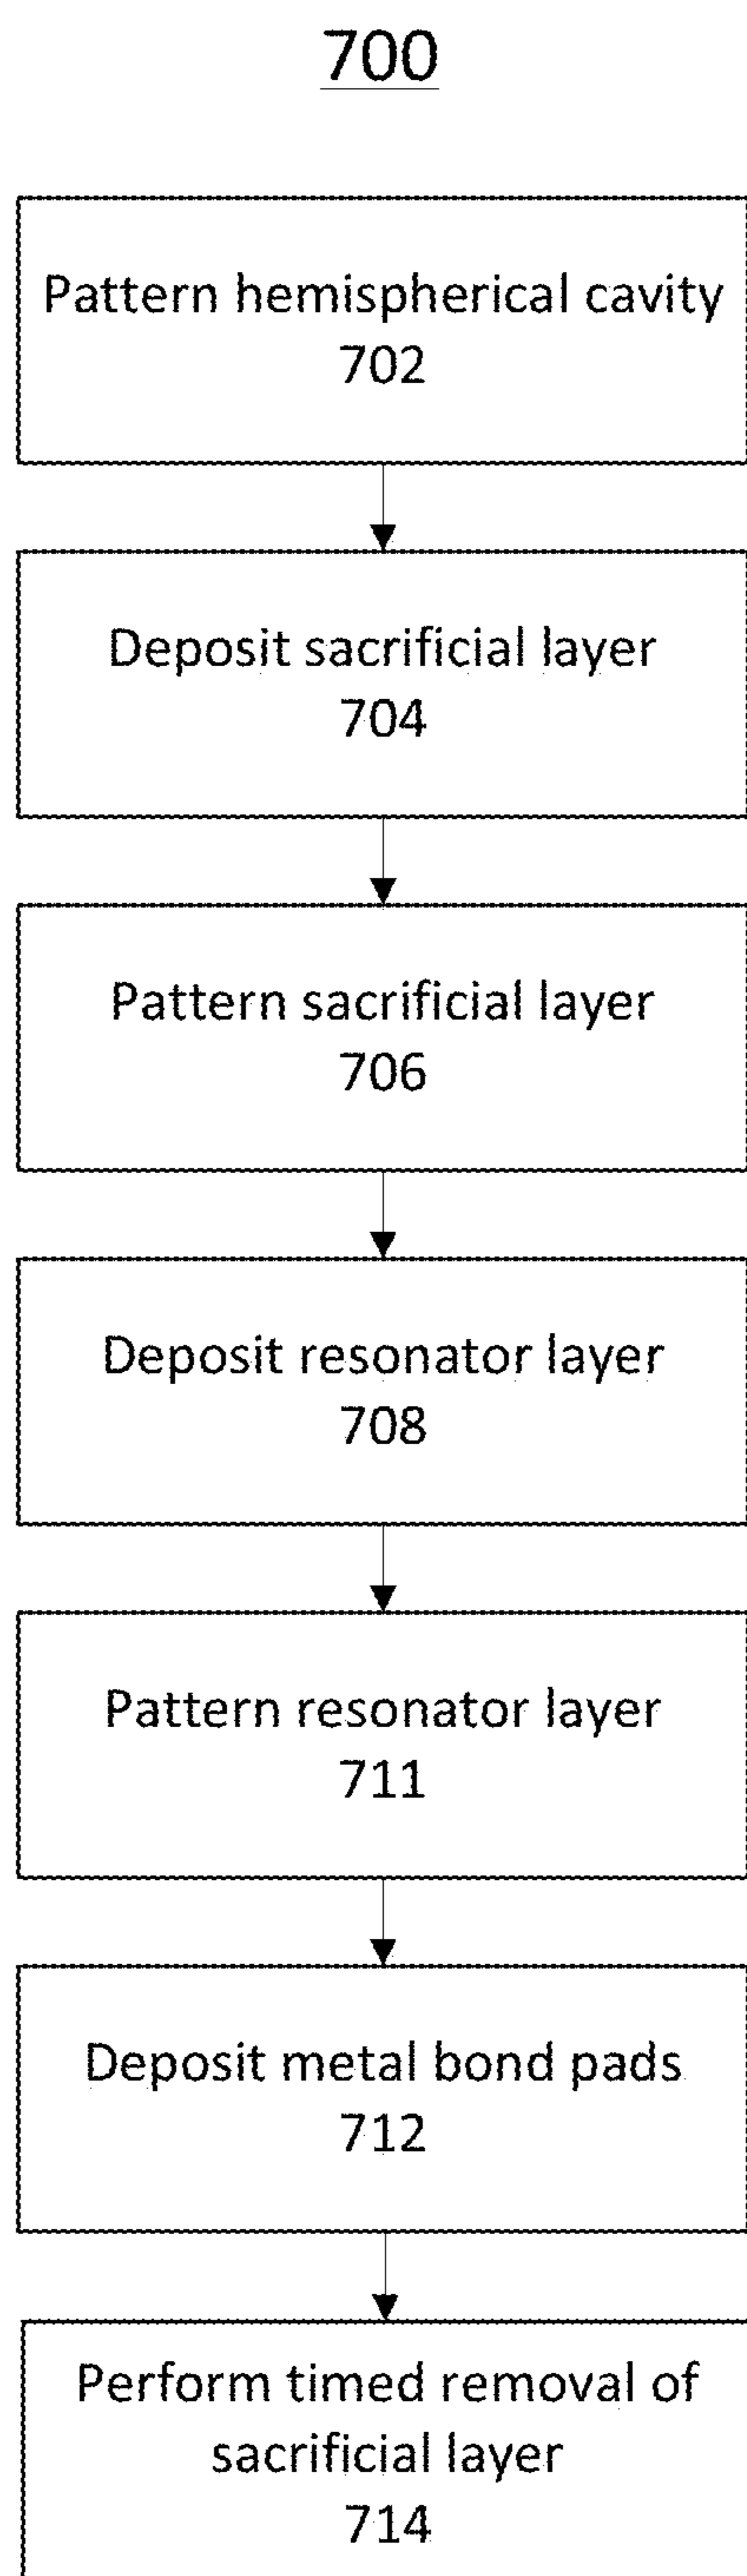 700
Pattern hemispherical cavity
702
Deposit sacrificial layer
704
Pattern sacrificial layer
706
Deposit resonator layer
708
Pattern resonator layer
711
Deposit metal bond pads
712
Perform timed removal of
sacrificial layer
714